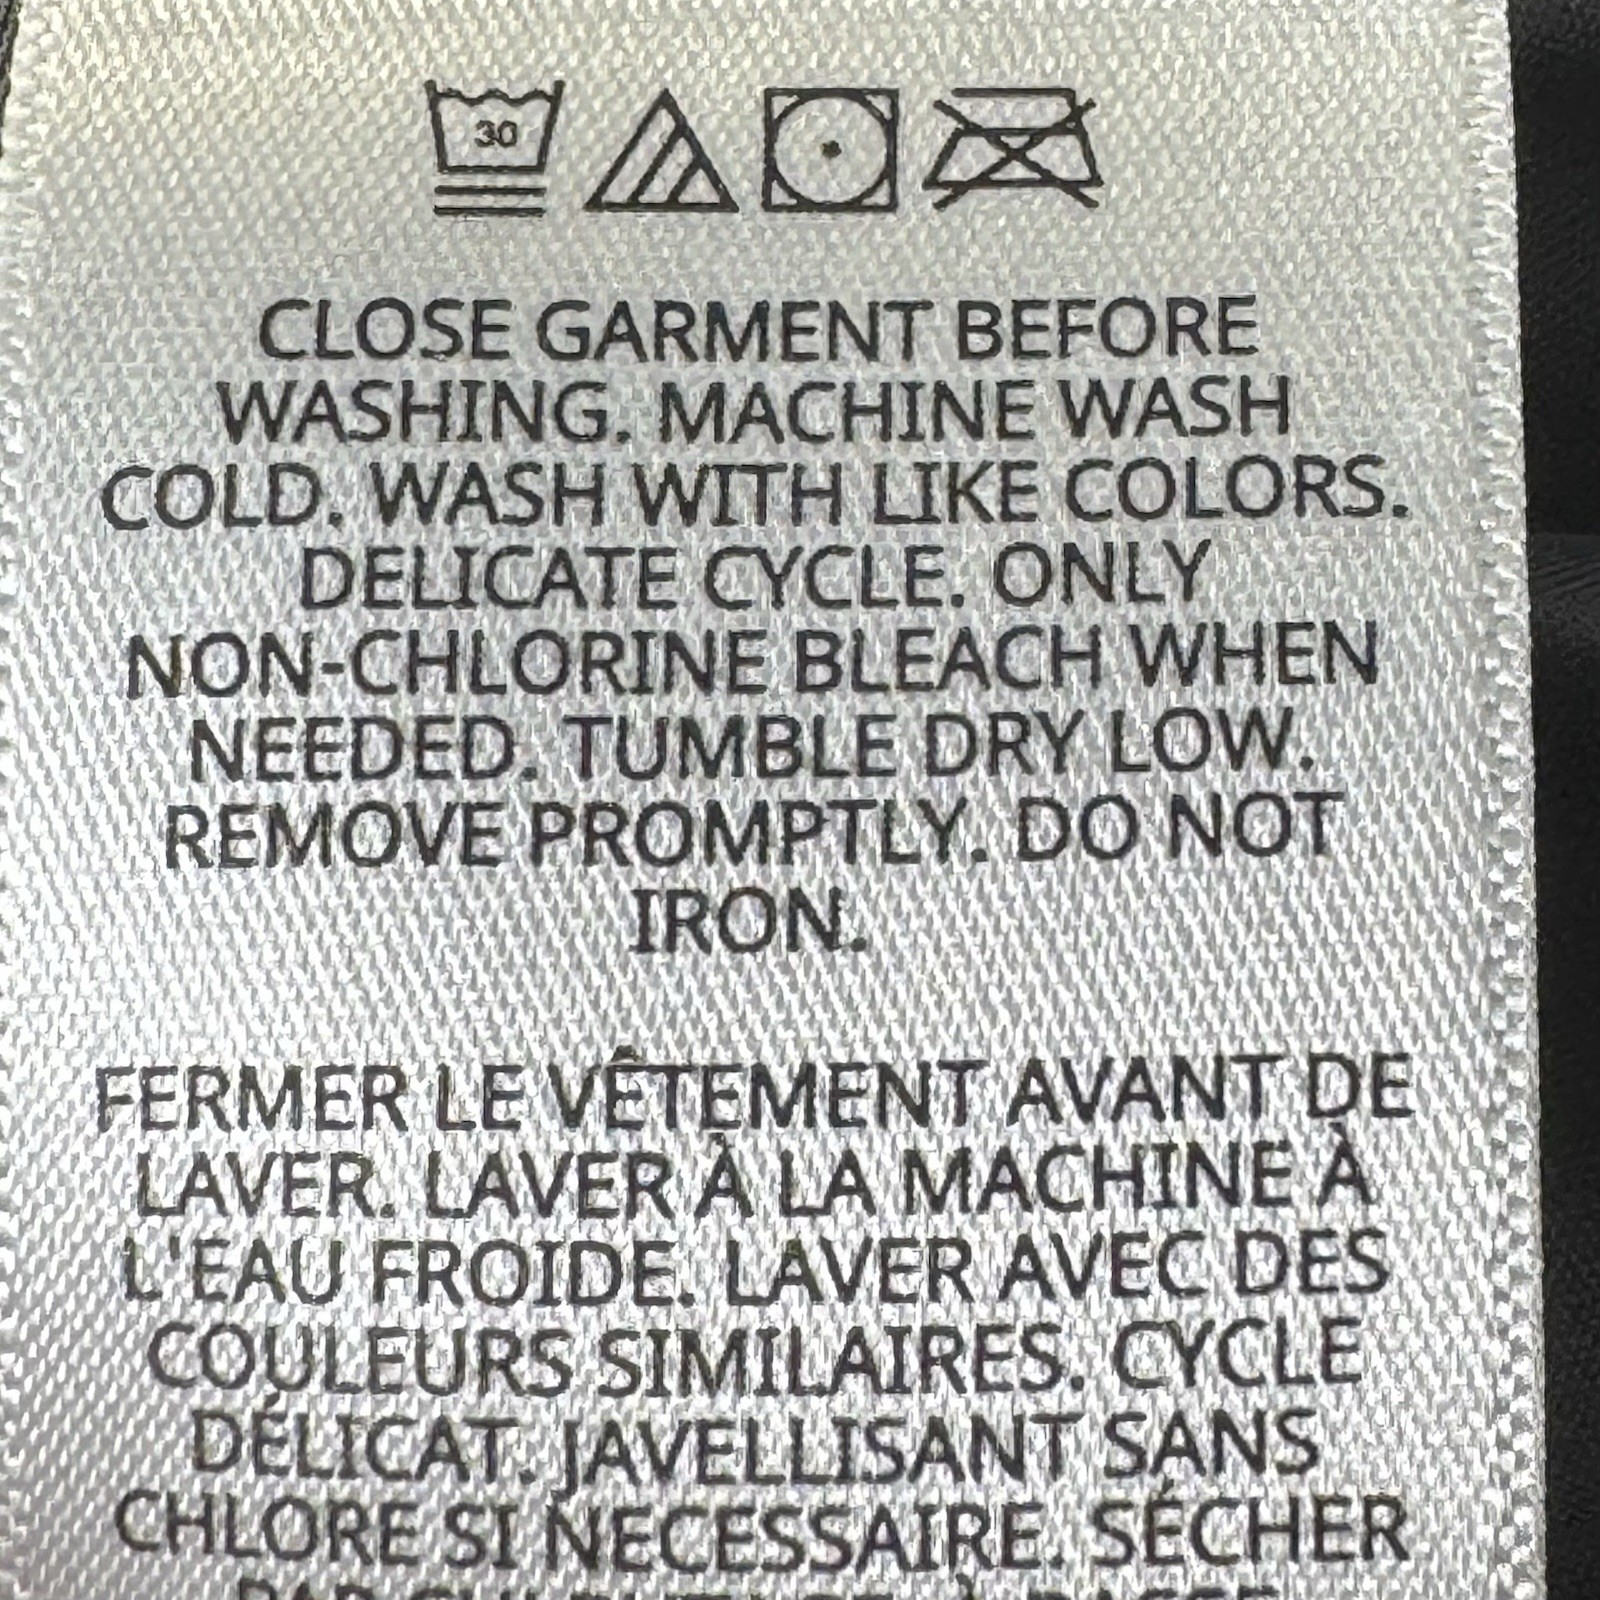 30
CLOSE GARMENT BEFORE
WASHING. MACHINE WASH
COLD. WASH WITH LIKE COLORS.
DELICATE CYCLE. ONLY
NON-CHLORINE BLEACH WHEN
NEEDED. TUMBLE DRY LOW.
REMOVE PROMPTLY. DO NOT
IRON.
FERMER LE VÊTEMENT AVANT DE
LAVER. LAVER À LA MACHINE À
L'EAU FROIDE. LAVER AVEC DES
COULEURS SIMILAIRES. CYCLE
DÉLICAT. JAVELLISANT SANS
CHLORE SI NECESSAIRE. SÉCHER